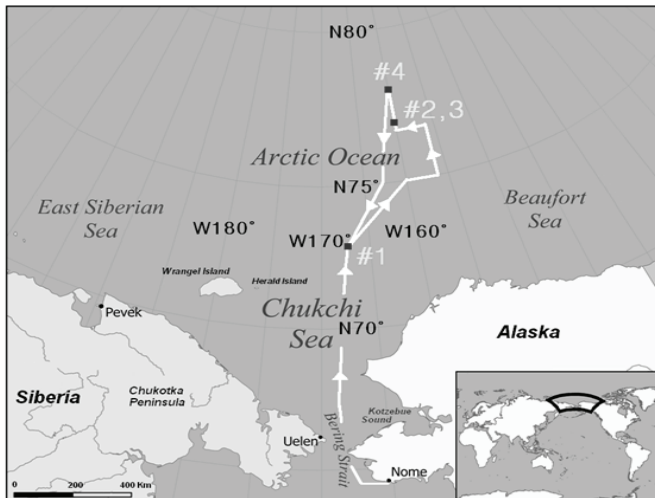 N80°
#4
#2,3
Arctic Ocean
N75°
East Siberian
Sea
Beaufort
Sea
W180°
W170°
W160°
#1
Wrangel Island
Herald Island
Chukchi
Sea
Pevek
N70°
Alaska
Siberia
Chukotka
Peninsula
Kotzebue
Sound
Uelen
Bering Strait
Nome
0 200 400 Km